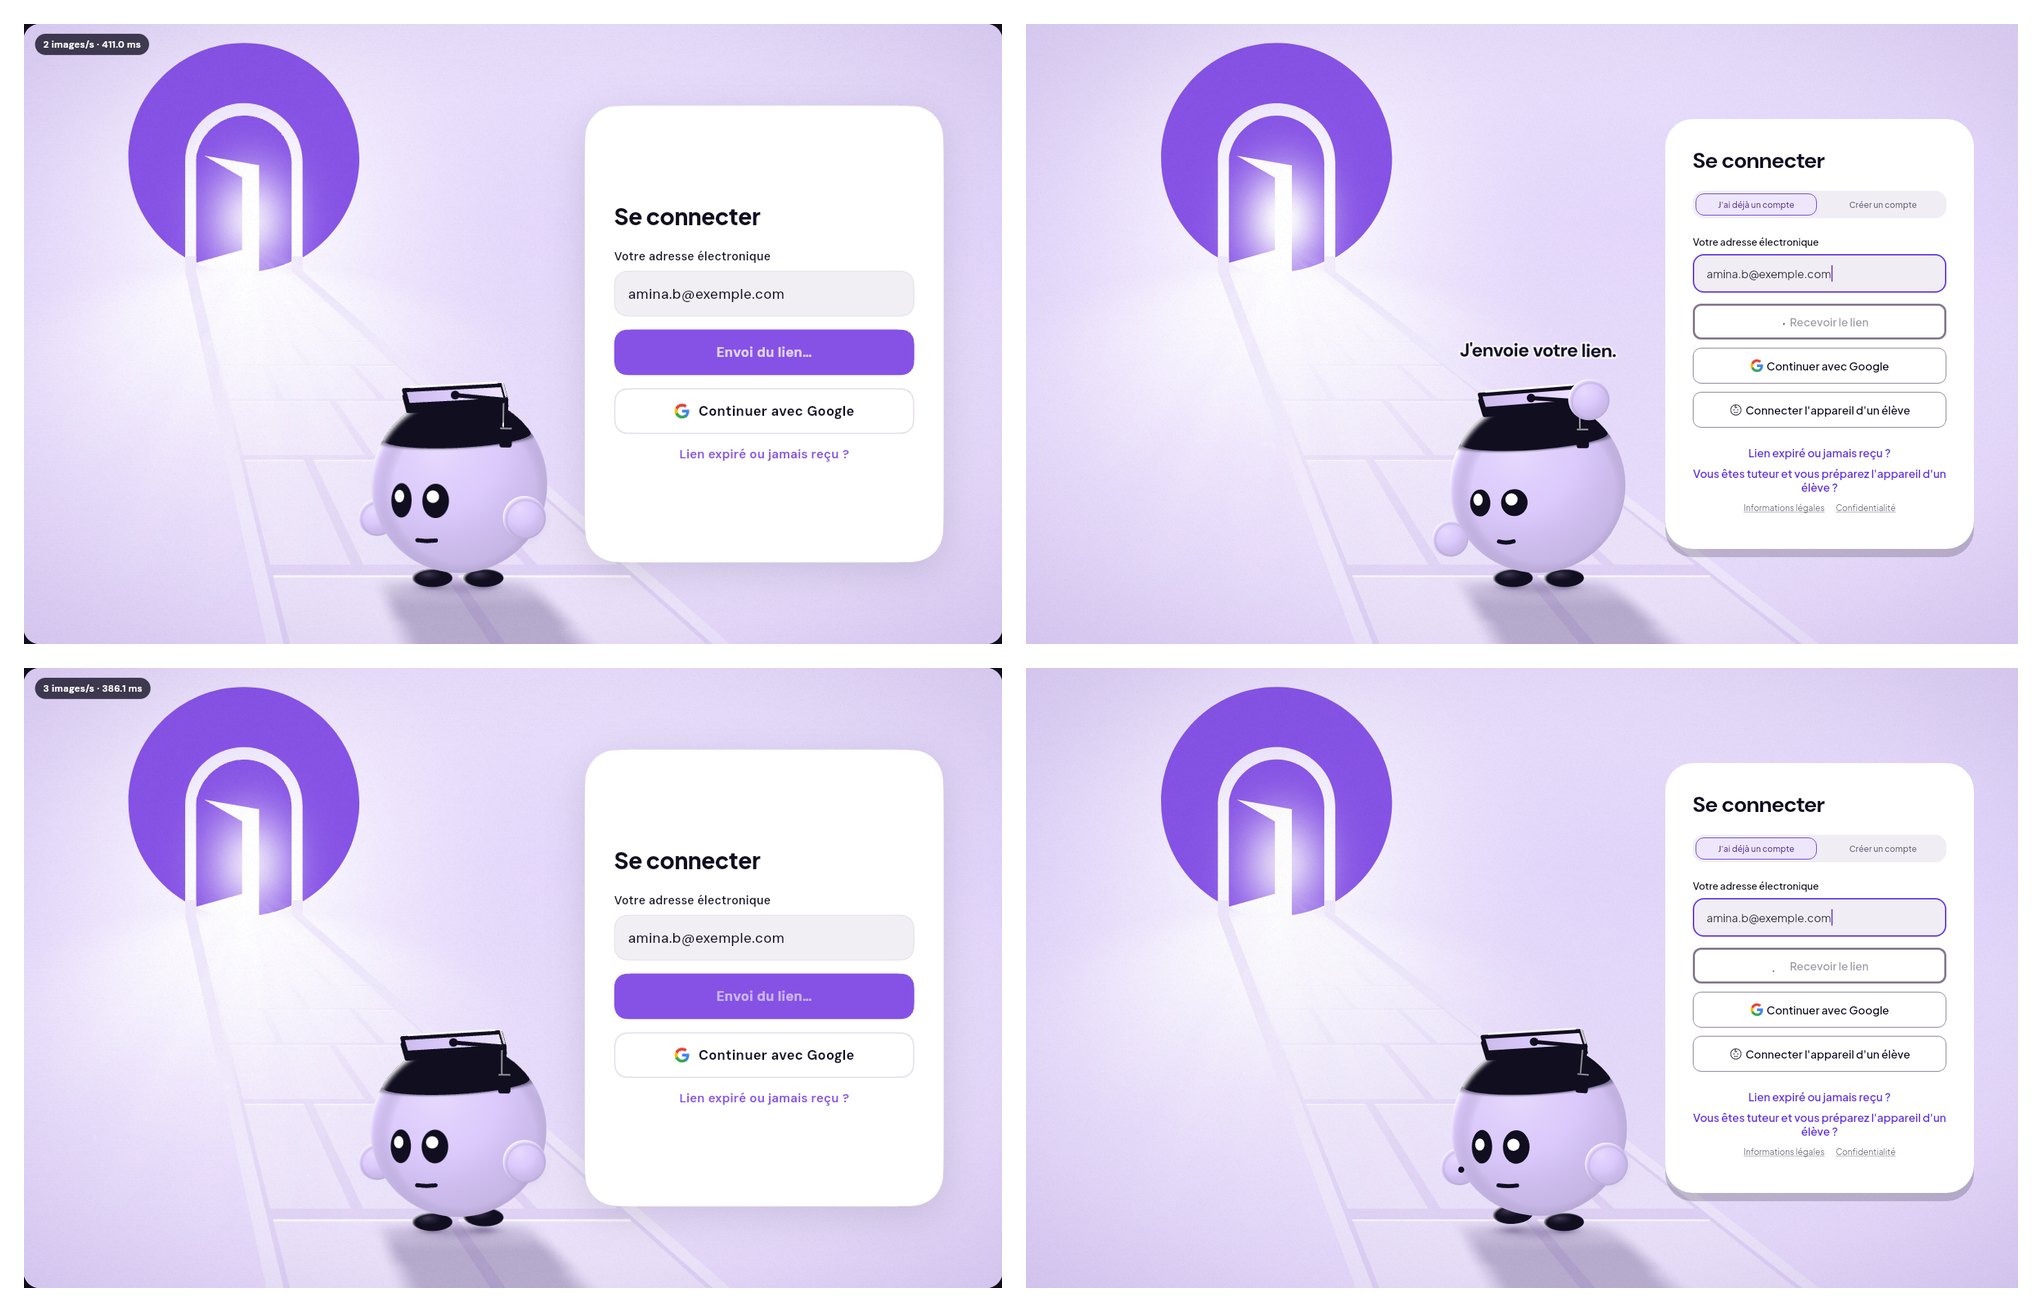 2 images/s · 411.0 ms
Se connecter
Votre adresse électronique
amina.b@exemple.com
Envoi du lien...
Continuer avec Google
Lien expiré ou jamais reçu ?
J'envoie votre lien.
Se connecter
J'ai déjà un compte
Créer un compte
Votre adresse électronique
amina.b@exemple.com
Recevoir le lien
Continuer avec Google
Connecter l'appareil d'un élève
Lien expiré ou jamais reçu ?
Vous êtes tuteur et vous préparez l'appareil d'un
élève ?
Informations légales
Confidentialité
3 images/s · 386.1 ms
Se connecter
Votre adresse électronique
amina.b@exemple.com
Envoi du lien...
Continuer avec Google
Lien expiré ou jamais reçu ?
Se connecter
J'ai déjà un compte
Créer un compte
Votre adresse électronique
amina.b@exemple.com
Recevoir le lien
Continuer avec Google
Connecter l'appareil d'un élève
Lien expiré ou jamais reçu ?
Vous êtes tuteur et vous préparez l'appareil d'un
élève ?
Informations légales
Confidentialité